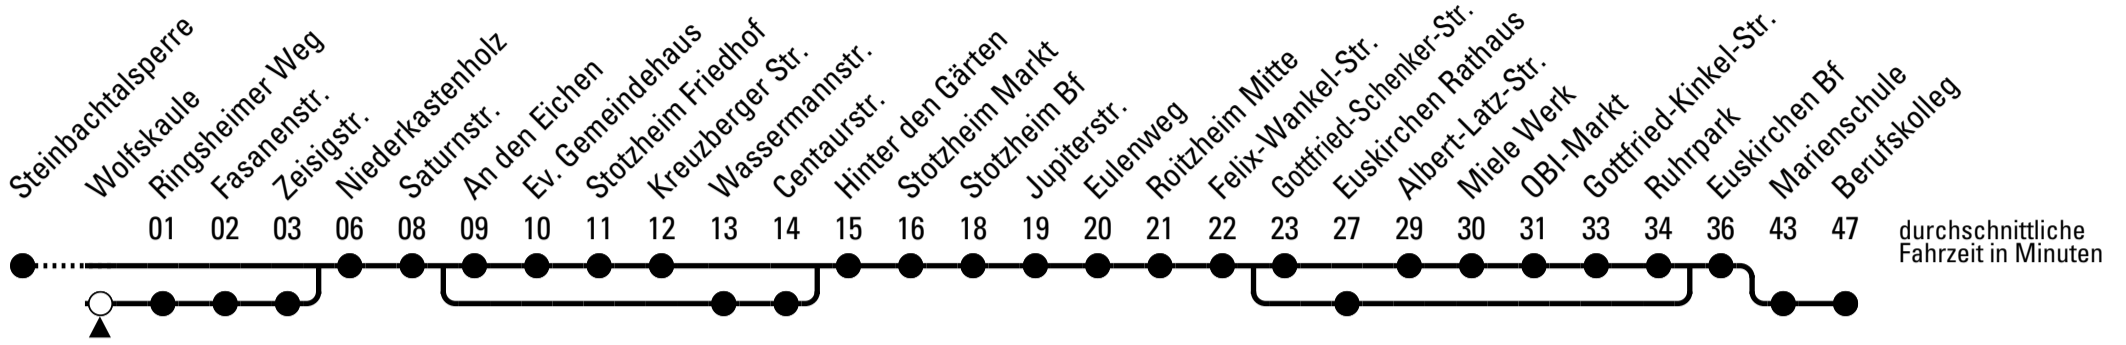 Steinbachtalsperre
Wolfskaule
Ringsheimer Weg
Fasanenstr.
Zeisigstr.
Niederkastenholz
Saturnstr.
An den Eichen
Ev. Gemeindehaus
Stotzheim Friedhof
Kreuzberger Str.
Wassermannstr.
Centaurstr.
Hinter den Gärten
Stotzheim Markt
Stotzheim Bf
Jupiterstr.
Eulenweg
Roitzheim Mitte
Felix-Wankel-Str.
Gottfried-Schenker-Str.
Euskirchen Rathaus
Albert-Latz-Str.
Miele Werk
OBI-Markt
Gottfried-Kinkel-Str.
Ruhrpark
Euskirchen Bf
Marienschule
Berufskolleg
01 02 03 06 08 09 10 11 12 13 14 15 16 18 19 20 21 22 23 27 29 30 31 33 34 36 43 47
durchschnittliche
Fahrzeit in Minuten